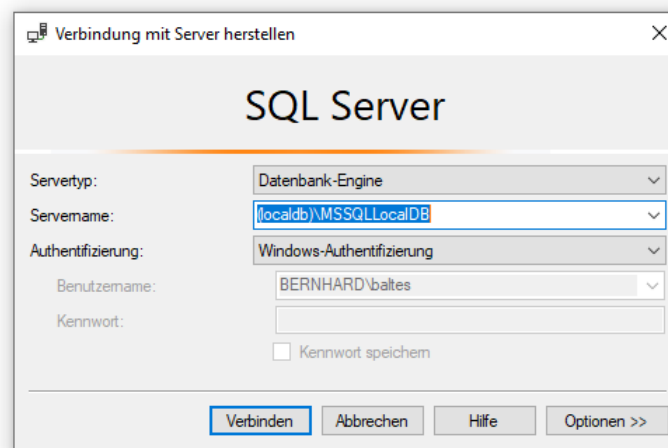 Verbindung mit Server herstellen
SQL Server
Servertyp: Datenbank-Engine
Servername: (localdb)\MSSQLLocalDB
Authentifizierung: Windows-Authentifizierung
Benutzername: BERNHARD\baltes
Kennwort:
Kennwort speichern
Verbinden Abbrechen Hilfe Optionen >>